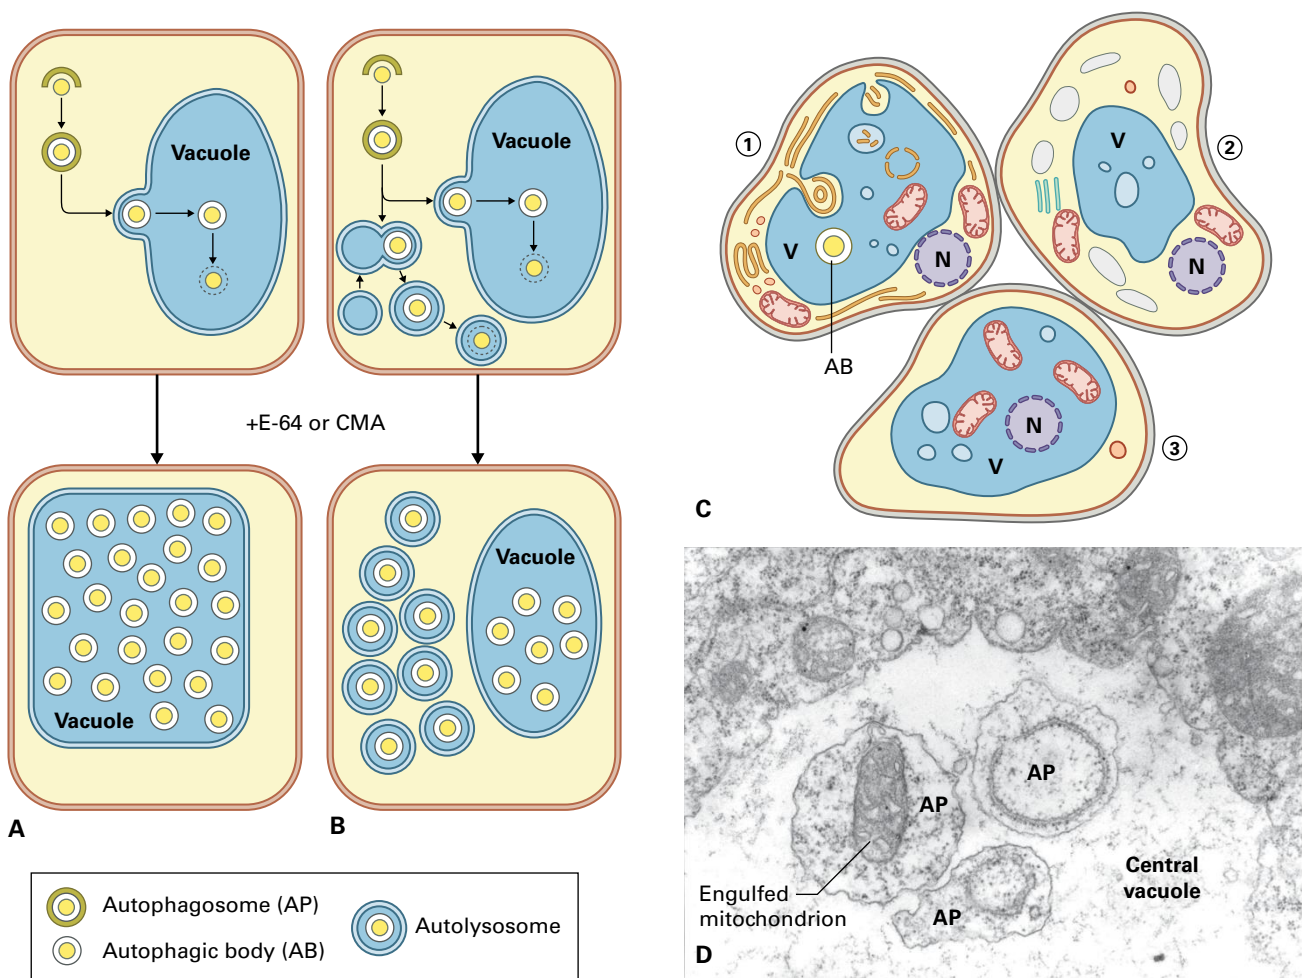 Vacuole
A
Vacuole
B
+E-64 or CMA
Vacuole
Vacuole
Autophagosome (AP)
Autophagic body (AB)
Autolysosome
1
V
N
AB
2
V
N
3
N
V
C
AP
AP
AP
Engulfed
mitochondrion
Central
vacuole
D